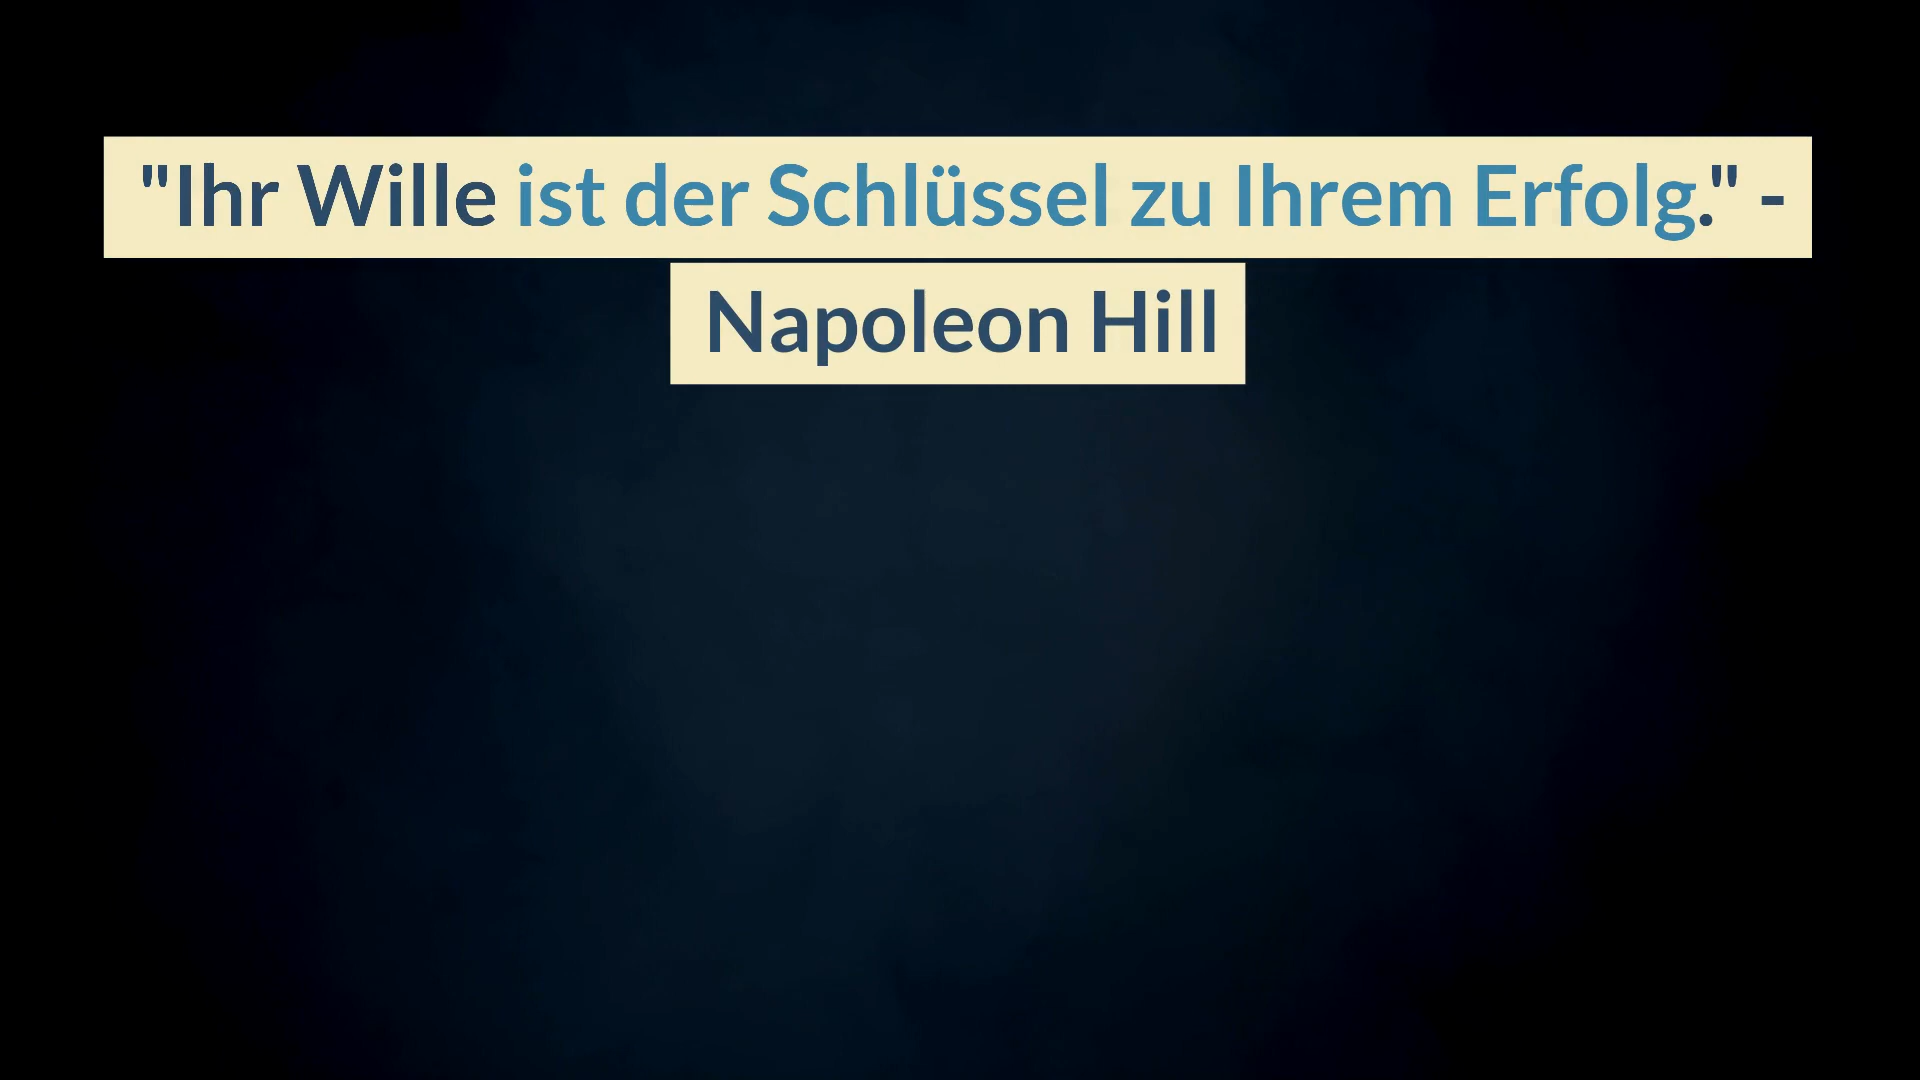 "Ihr Wille ist der Schlüssel zu Ihrem Erfolg." -
Napoleon Hill